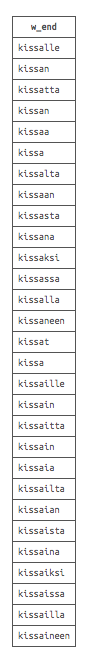 w_end
kissalle
kissan
kissatta
kissan
kissaa
kissa
kissalta
kissaan
kissasta
kissana
kissaksi
kissassa
kissalla
kissaneen
kissat
kissa
kissaille
kissain
kissaitta
kissain
kissaia
kissailta
kissaian
kissaista
kissaina
kissaiksi
kissaissa
kissailla
kissaineen